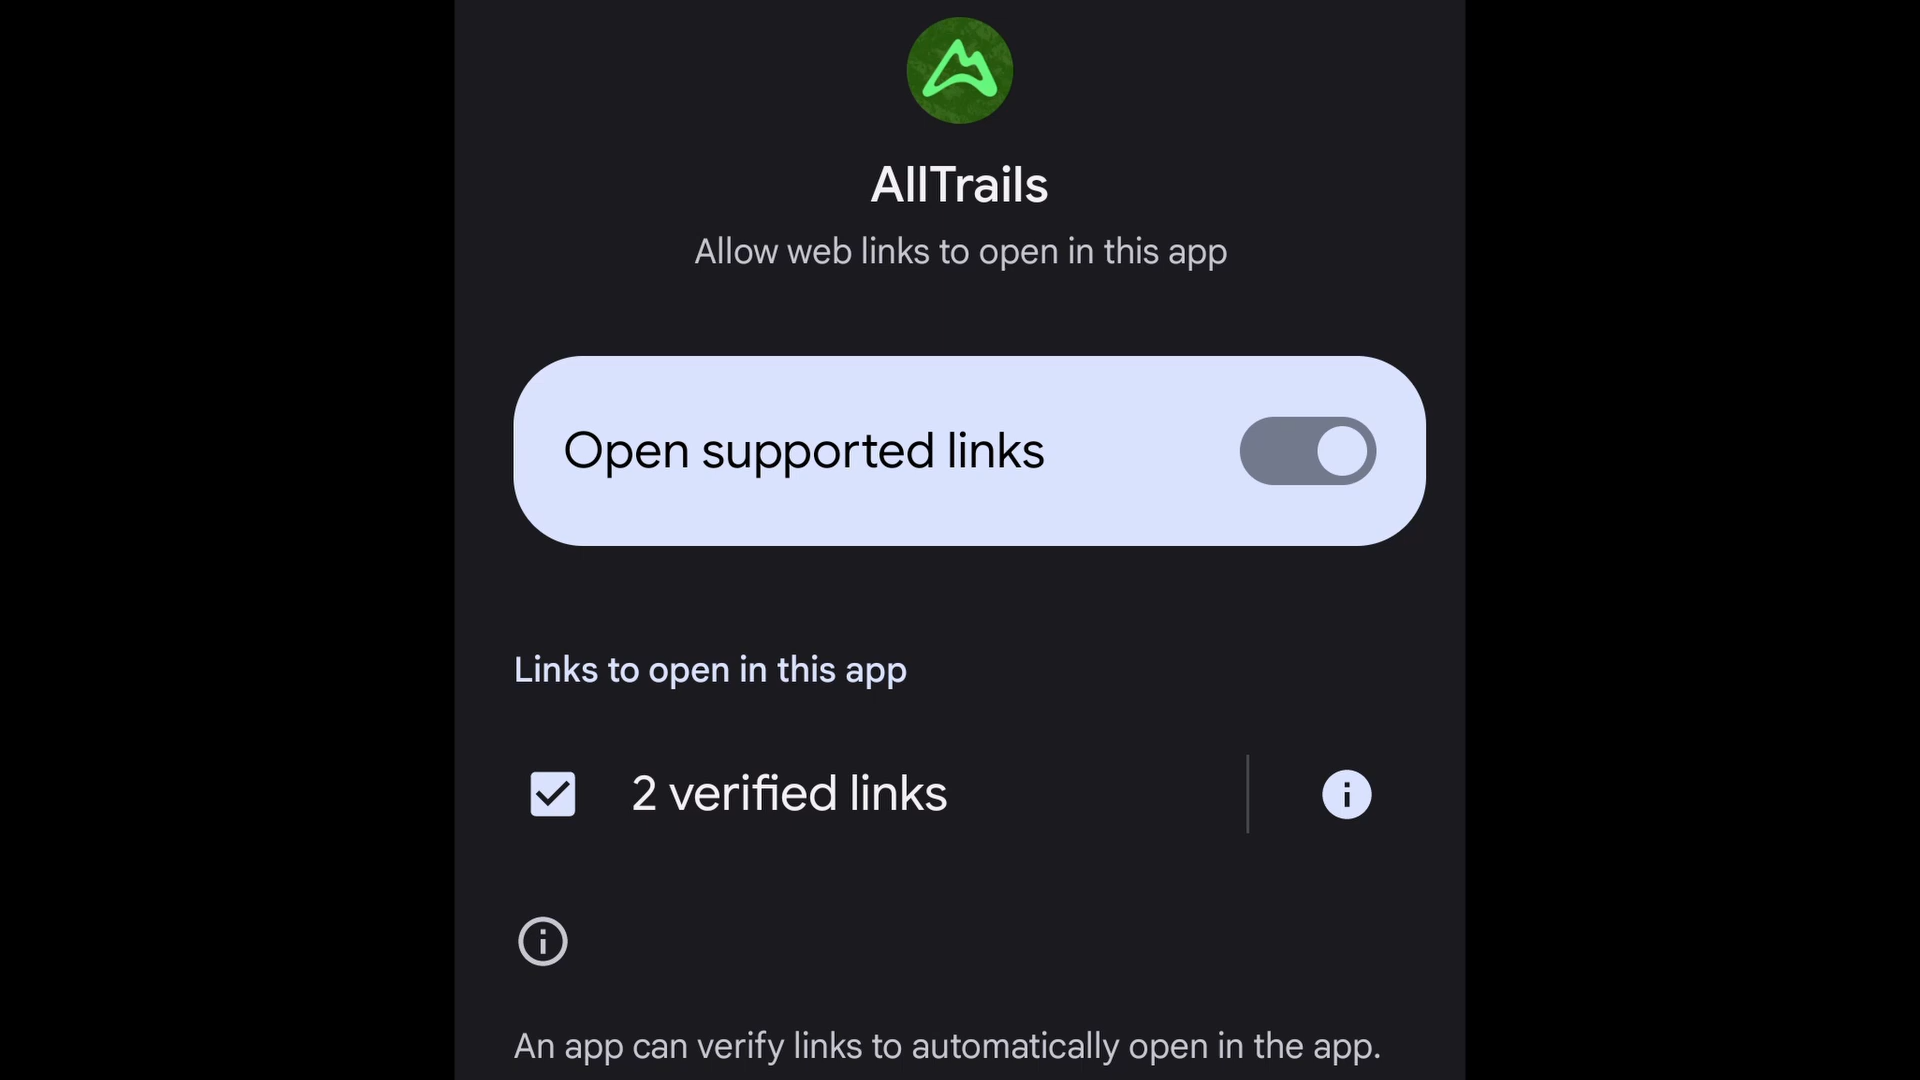 AllTrails
Allow web links to open in this app
Open supported links
Links to open in this app
2 verified links
An app can verify links to automatically open in the app.